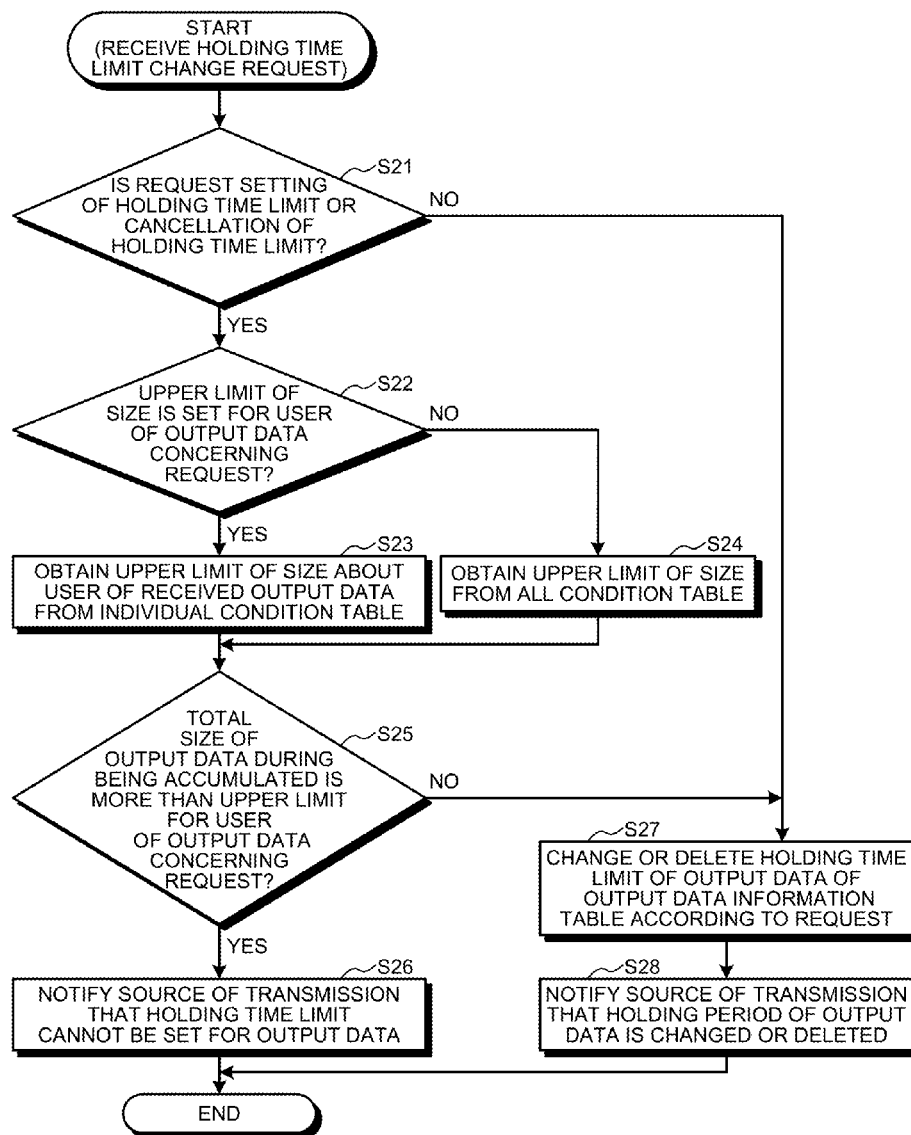 START
(RECEIVE HOLDING TIME
LIMIT CHANGE REQUEST)
S21
IS REQUEST SETTING
OF HOLDING TIME LIMIT OR
CANCELLATION OF
HOLDING TIME LIMIT?
NO
YES
S22
UPPER LIMIT OF
SIZE IS SET FOR USER
OF OUTPUT DATA
CONCERNING
REQUEST?
NO
YES
S23
OBTAIN UPPER LIMIT OF SIZE ABOUT
USER OF RECEIVED OUTPUT DATA
FROM INDIVIDUAL CONDITION TABLE
S24
OBTAIN UPPER LIMIT OF SIZE
FROM ALL CONDITION TABLE
S25
TOTAL
SIZE OF
OUTPUT DATA DURING
BEING ACCUMULATED IS
MORE THAN UPPER LIMIT
FOR USER
OF OUTPUT DATA
CONCERNING
REQUEST?
NO
YES
S27
CHANGE OR DELETE HOLDING TIME
LIMIT OF OUTPUT DATA OF
OUTPUT DATA INFORMATION
TABLE ACCORDING TO REQUEST
S26
NOTIFY SOURCE OF TRANSMISSION
THAT HOLDING TIME LIMIT
CANNOT BE SET FOR OUTPUT DATA
S28
NOTIFY SOURCE OF TRANSMISSION
THAT HOLDING PERIOD OF OUTPUT
DATA IS CHANGED OR DELETED
END